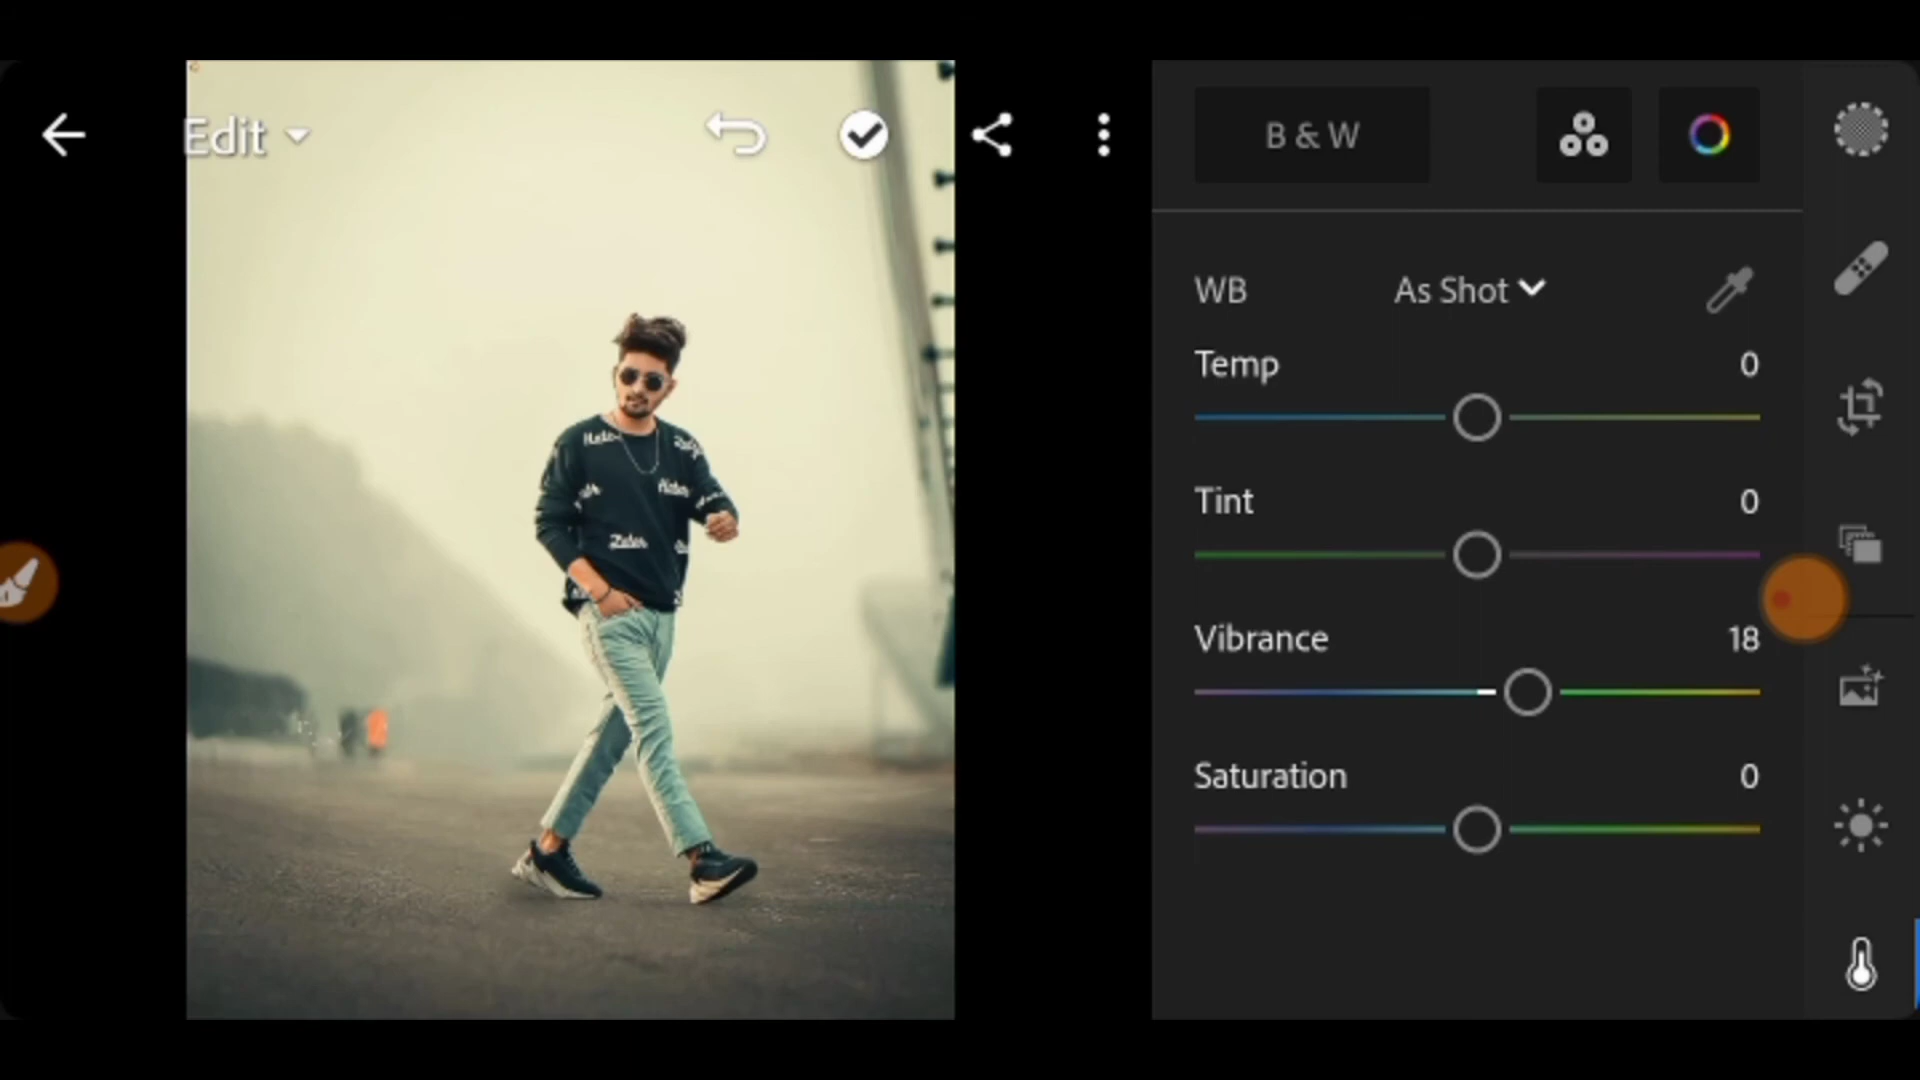 Edit
B & W
WB As Shot
Temp 0
Tint 0
Vibrance 18
Saturation 0